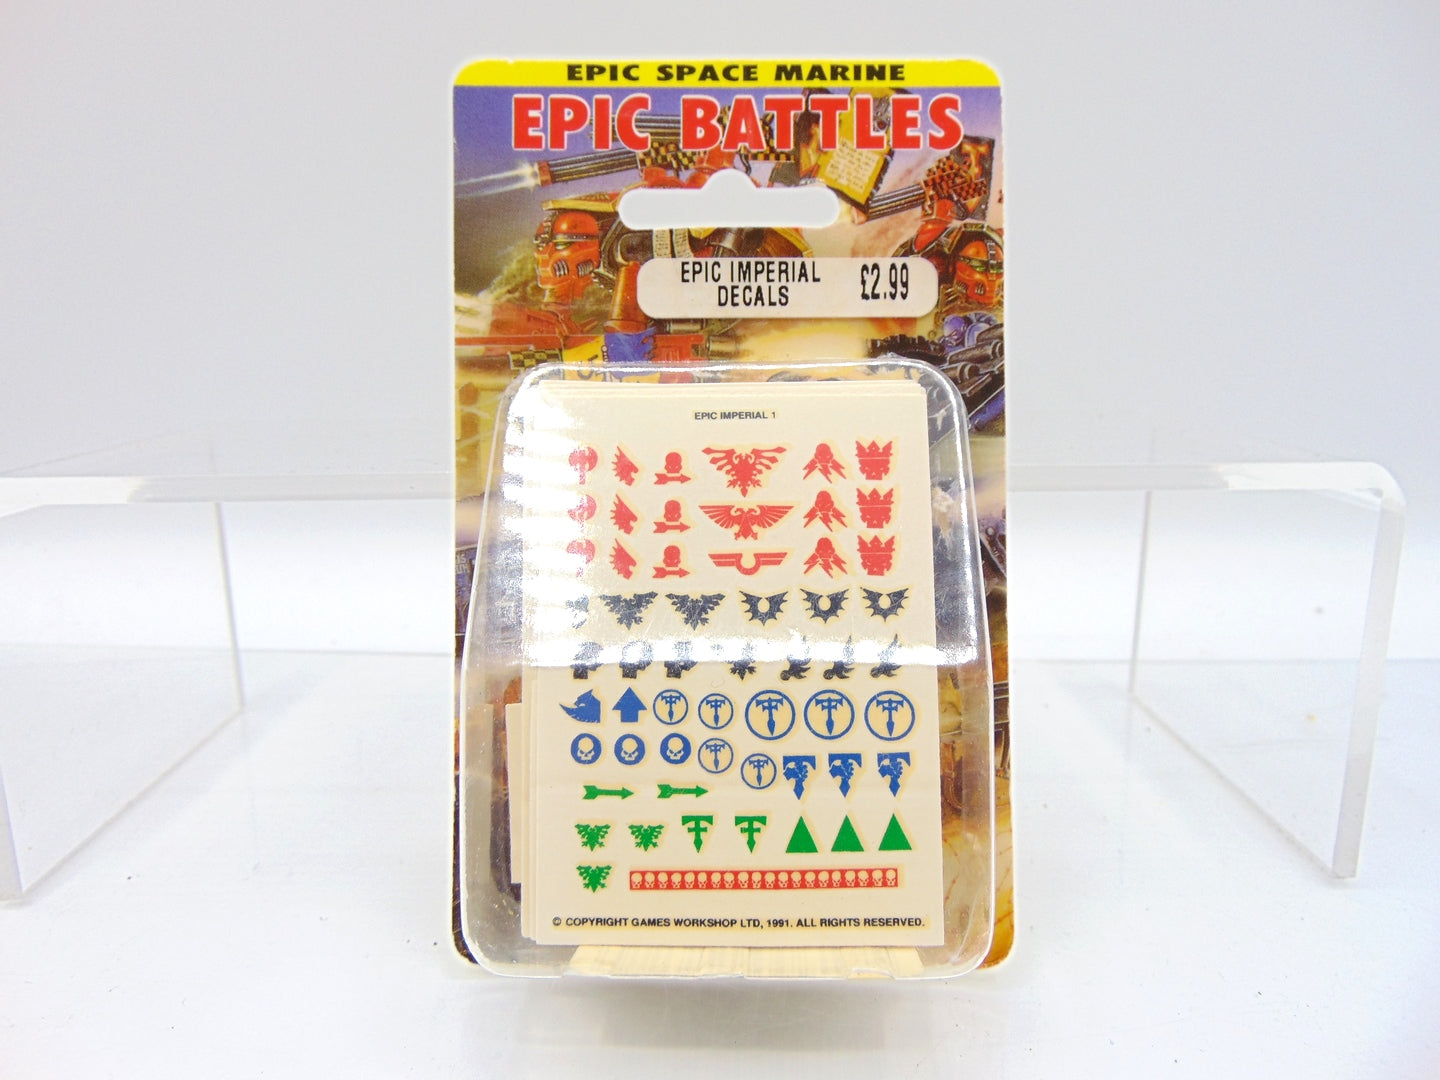 EPIC SPACE MARINE
EPIC BATTLES
EPIC IMPERIAL £2.99
DECALS
EPIC IMPERIAL 1
© COPYRIGHT GAMES WORKSHOP LTD, 1991. ALL RIGHTS RESERVED.